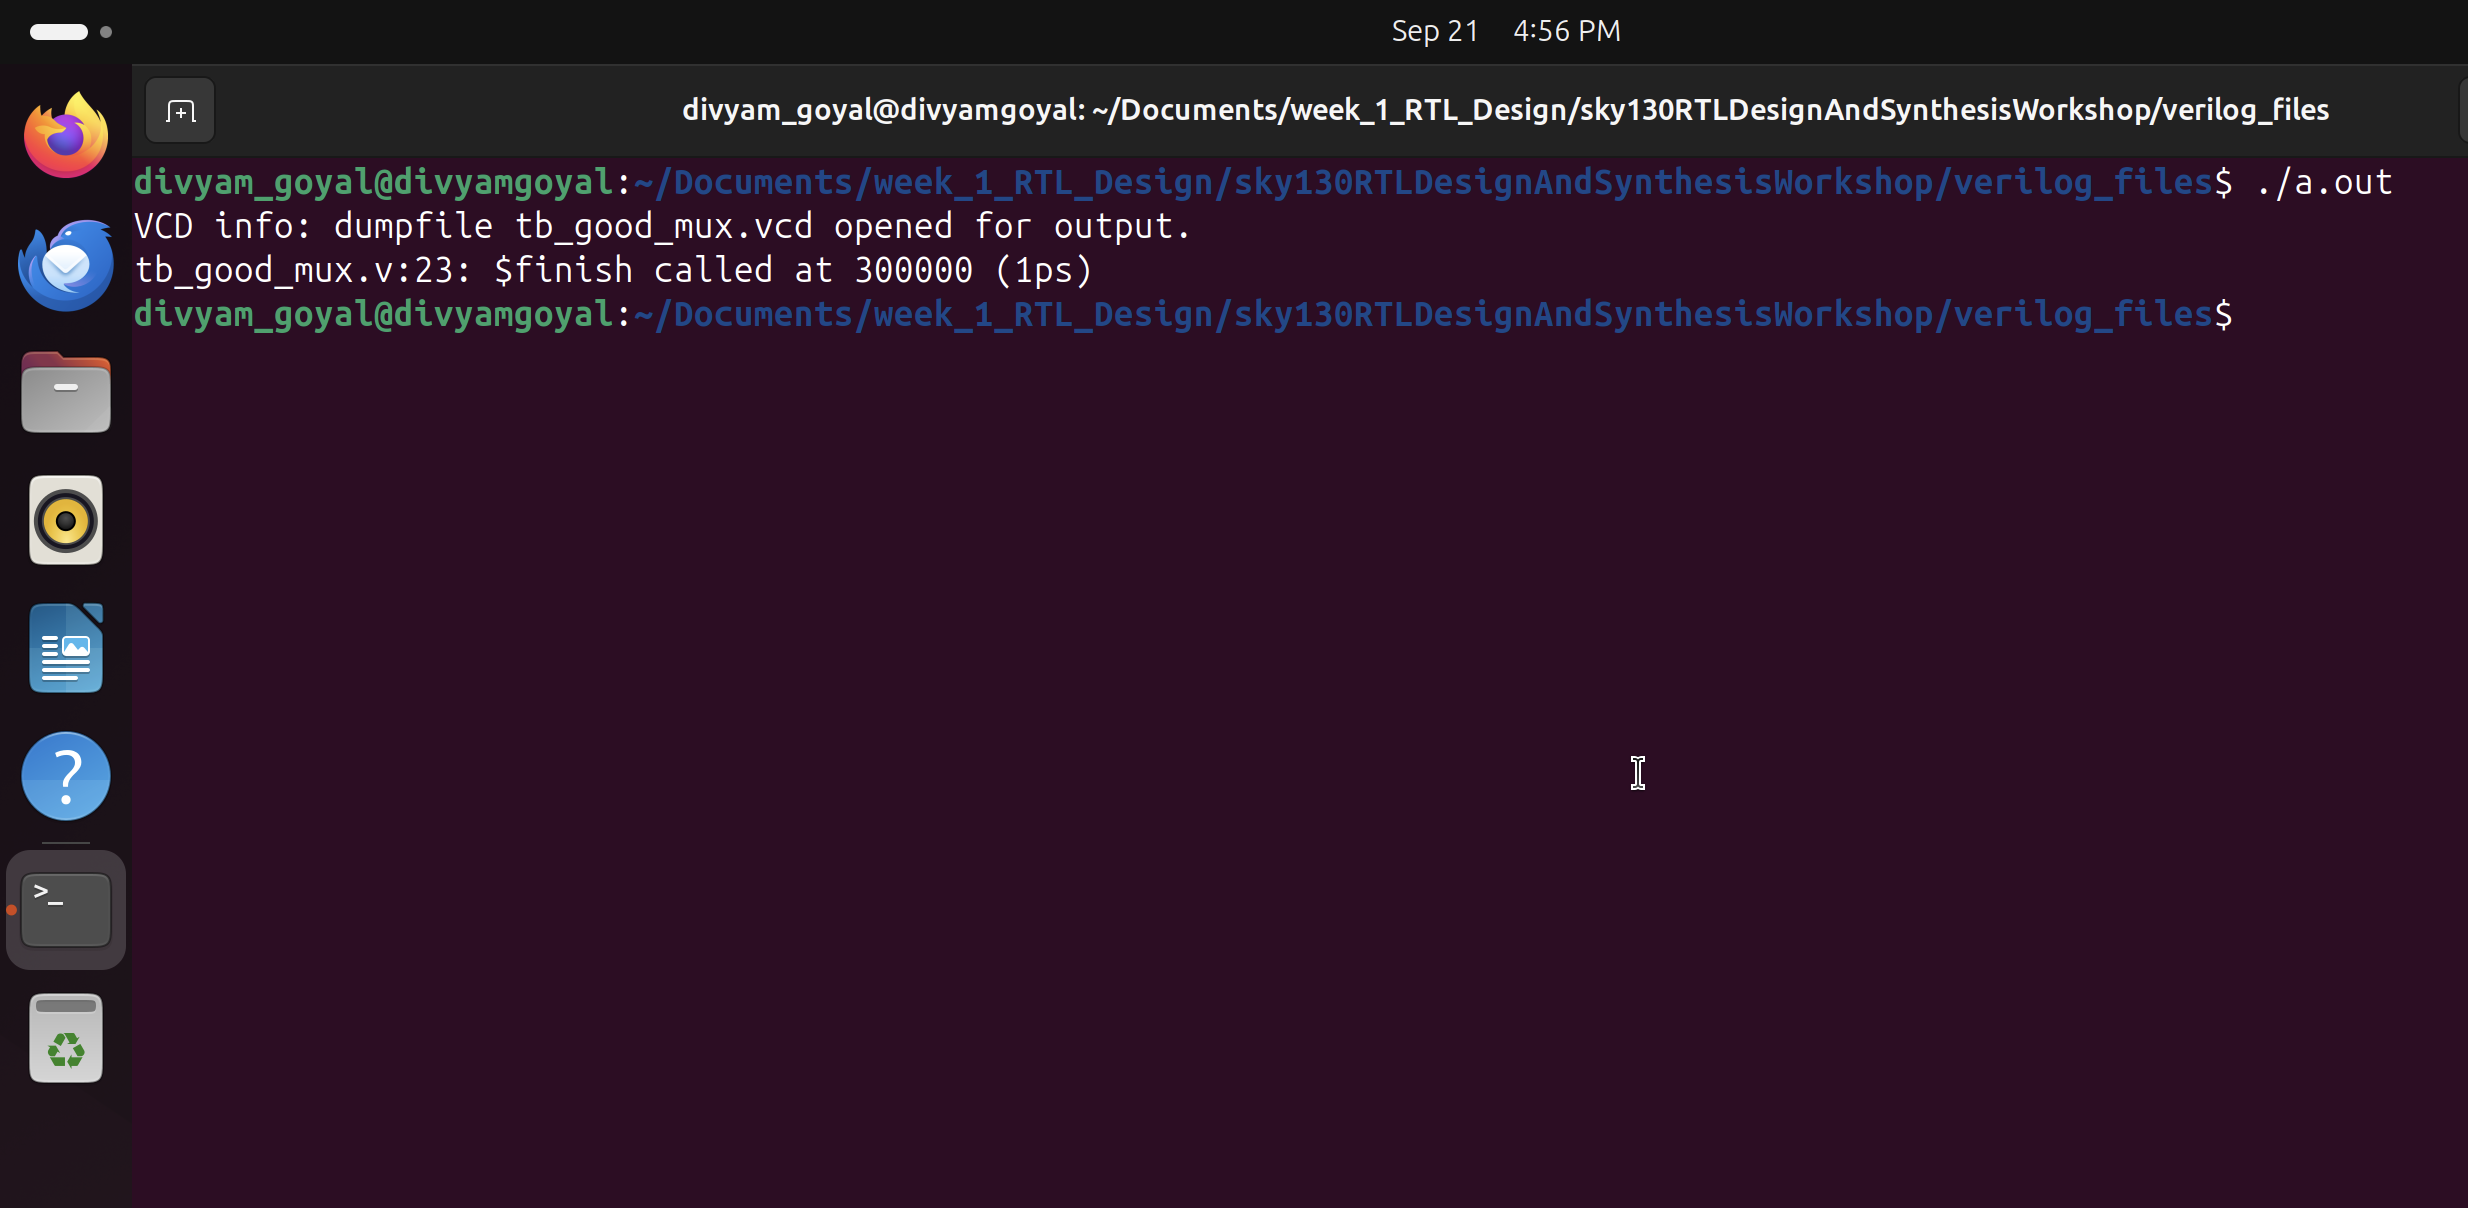 Sep 21 4:56 PM
divyam_goyal@divyamgoyal: ~/Documents/week_1_RTL_Design/sky130RTLDesignAndSynthesisWorkshop/verilog_files
divyam_goyal@divyamgoyal:~/Documents/week_1_RTL_Design/sky130RTLDesignAndSynthesisWorkshop/verilog_files$ ./a.out
VCD info: dumpfile tb_good_mux.vcd opened for output.
tb_good_mux.v:23: $finish called at 300000 (1ps)
divyam_goyal@divyamgoyal:~/Documents/week_1_RTL_Design/sky130RTLDesignAndSynthesisWorkshop/verilog_files$